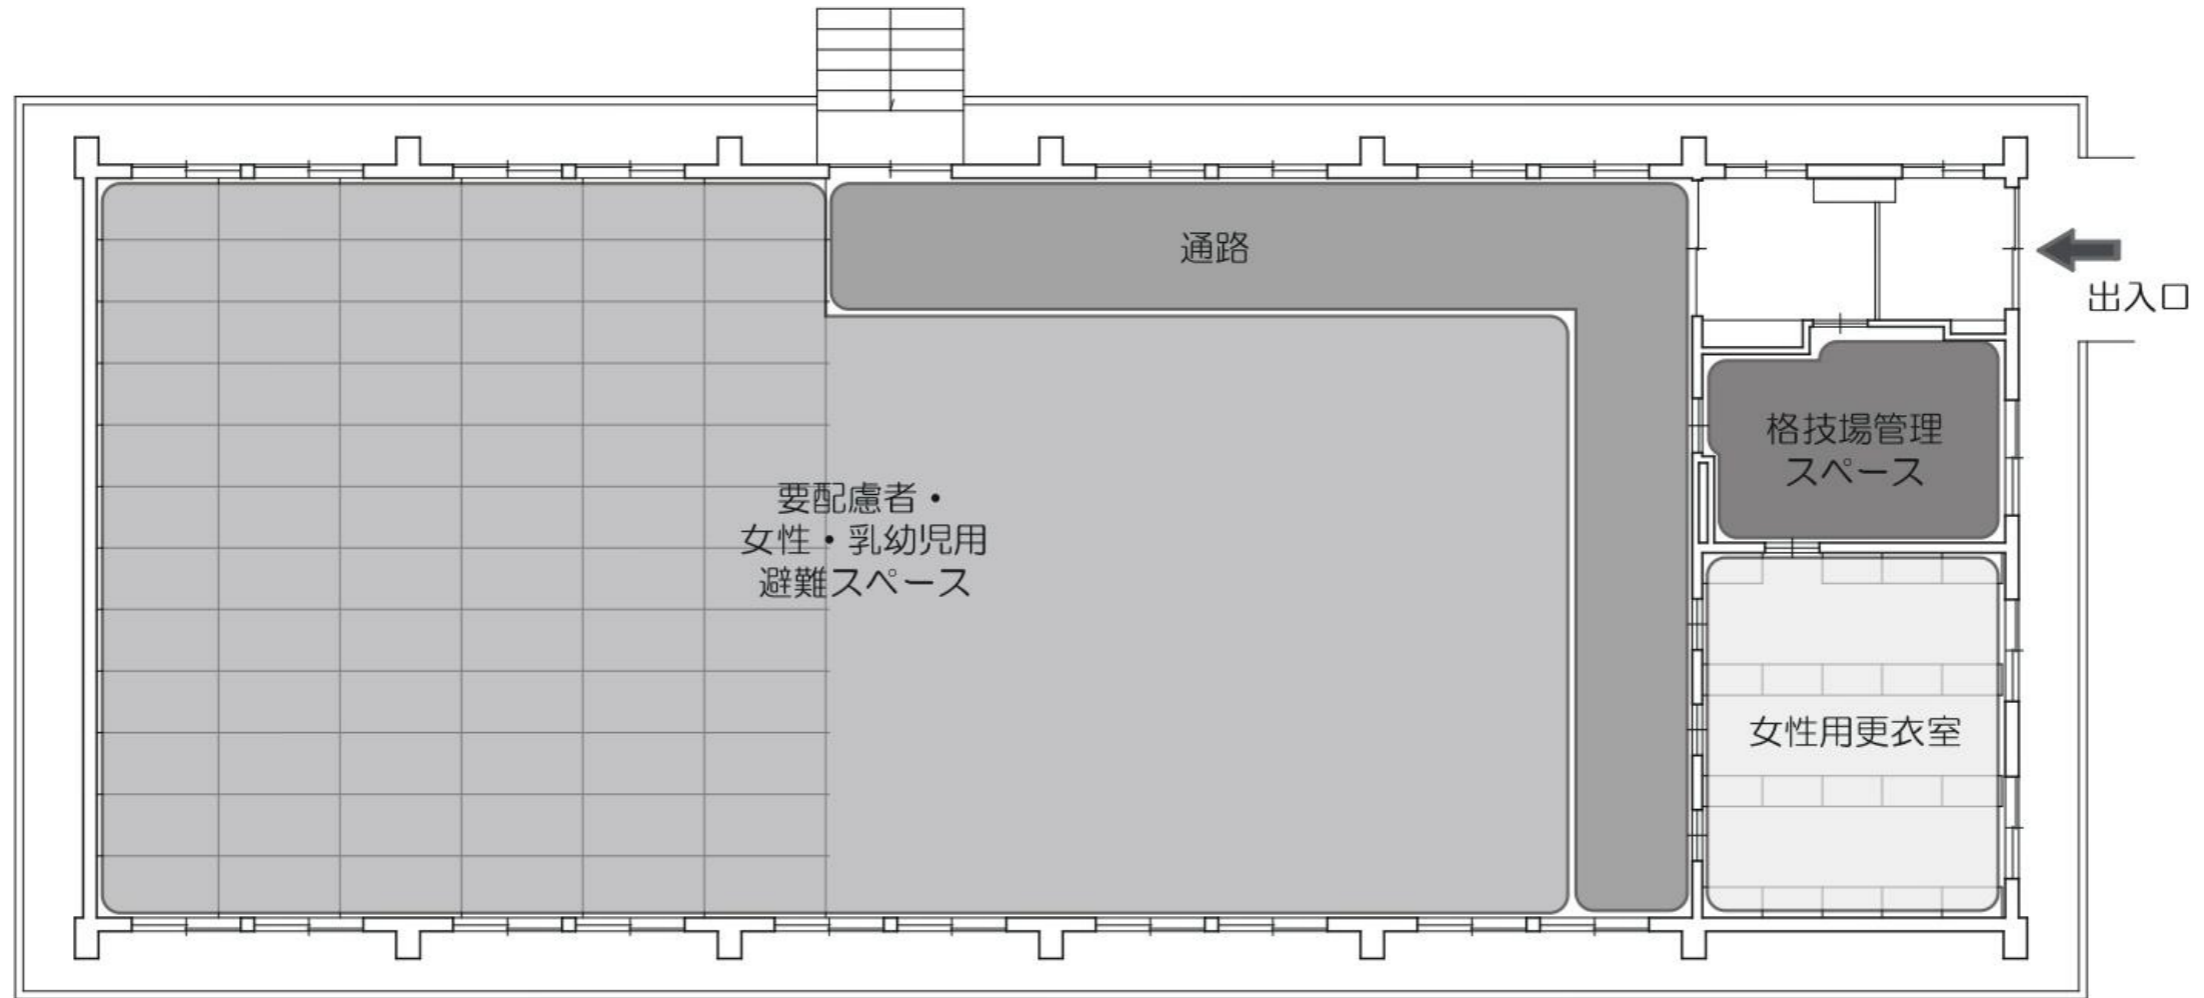 通路
出入口
格技場管理
スペース
要配慮者・
女性・乳幼児用
避難スペース
女性用更衣室